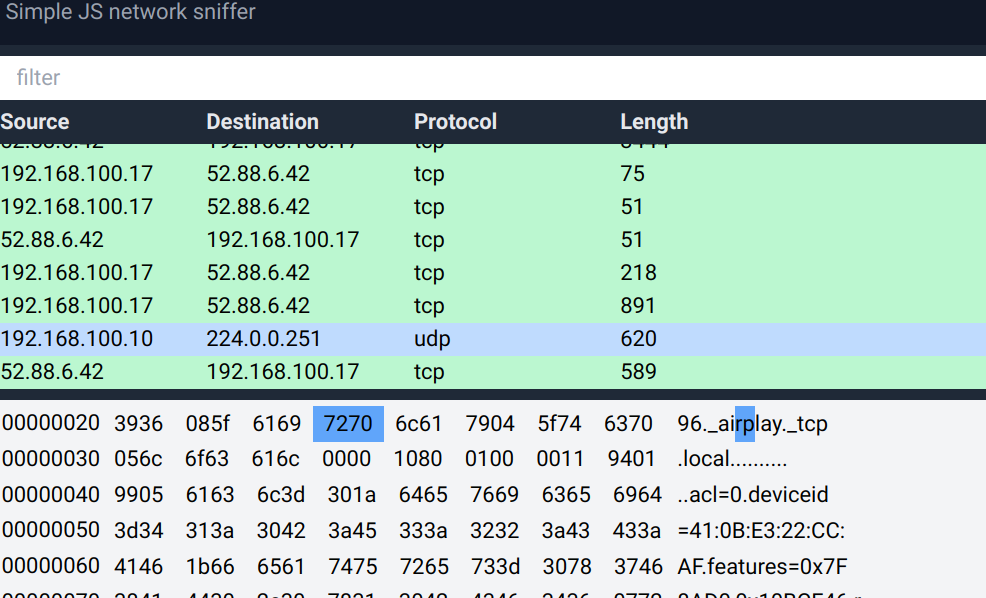 Simple JS network sniffer
filter
Source Destination Protocol Length
192.168.100.17 52.88.6.42 tcp 75
192.168.100.17 52.88.6.42 tcp 51
52.88.6.42 192.168.100.17 tcp 51
192.168.100.17 52.88.6.42 tcp 218
192.168.100.17 52.88.6.42 tcp 891
192.168.100.10 224.0.0.251 udp 620
52.88.6.42 192.168.100.17 tcp 589
00000020 3936 085f 6169 7270 6c61 7904 5f74 6370 96._airplay._tcp
00000030 056c 6f63 616c 0000 1080 0100 0011 9401 .local..........
00000040 9905 6163 6c3d 301a 6465 7669 6365 6964 ..acl=0.deviceid
00000050 3d34 313a 3042 3a45 333a 3232 3a43 433a =41:0B:E3:22:CC:
00000060 4146 1b66 6561 7475 7265 733d 3078 3746 AF.features=0x7F